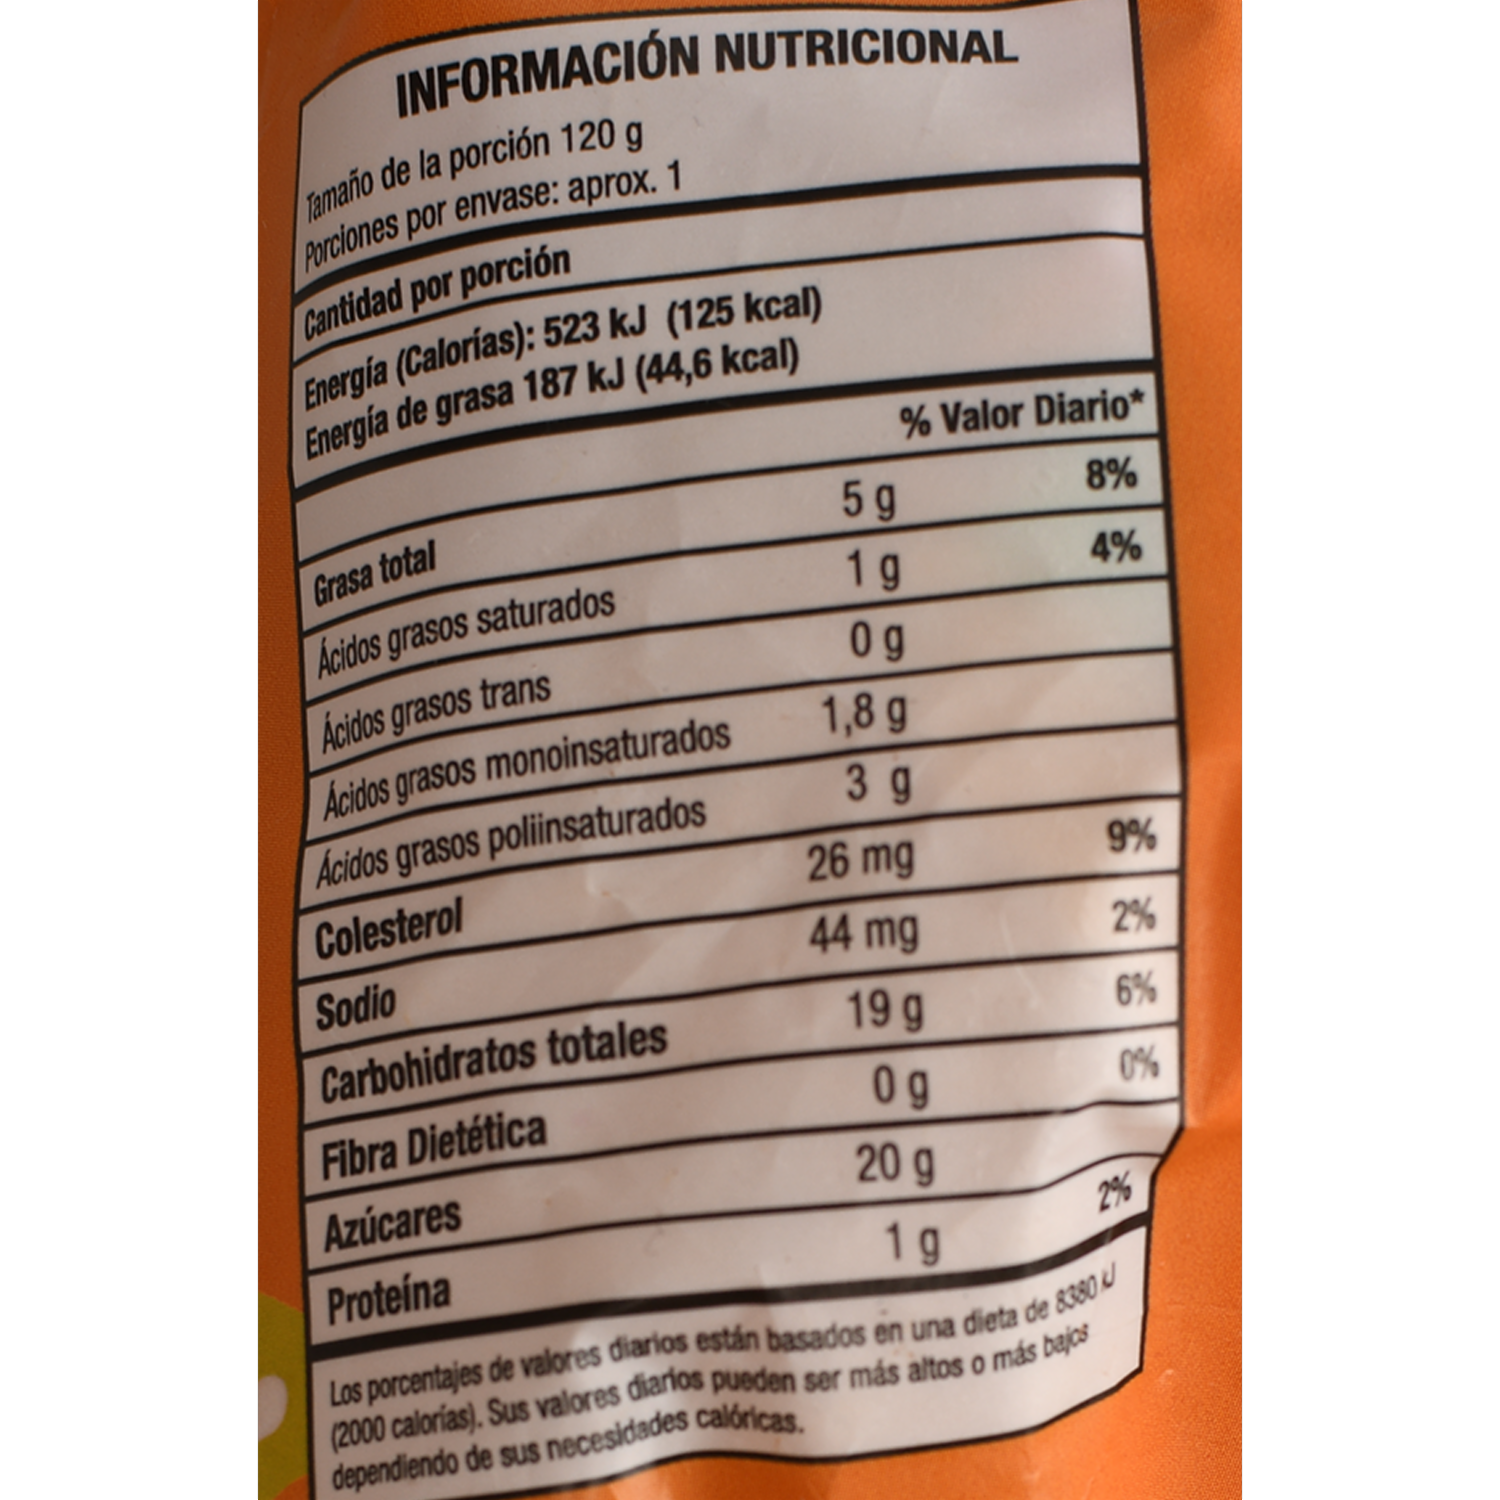 INFORMACIÓN NUTRICIONAL
Tamaño de la porción 120 g
Porciones por envase: aprox. 1
Cantidad por porción
Energía (Calorías): 523 kJ (125 kcal)
Energía de grasa 187 kJ (44,6 kcal)
% Valor Diario*
Grasa total 5 g 8%
Ácidos grasos saturados 1 g 4%
Ácidos grasos trans 0 g
Ácidos grasos monoinsaturados 1,8 g
Ácidos grasos poliinsaturados 3 g
Colesterol 26 mg 9%
Sodio 44 mg 2%
Carbohidratos totales 19 g 6%
Fibra Dietética 0 g 0%
Azúcares 20 g
Proteína 1 g 2%
Los porcentajes de valores diarios están basados en una dieta de 8380 kJ
(2000 calorías). Sus valores diarios pueden ser más altos o más bajos
dependiendo de sus necesidades calóricas.